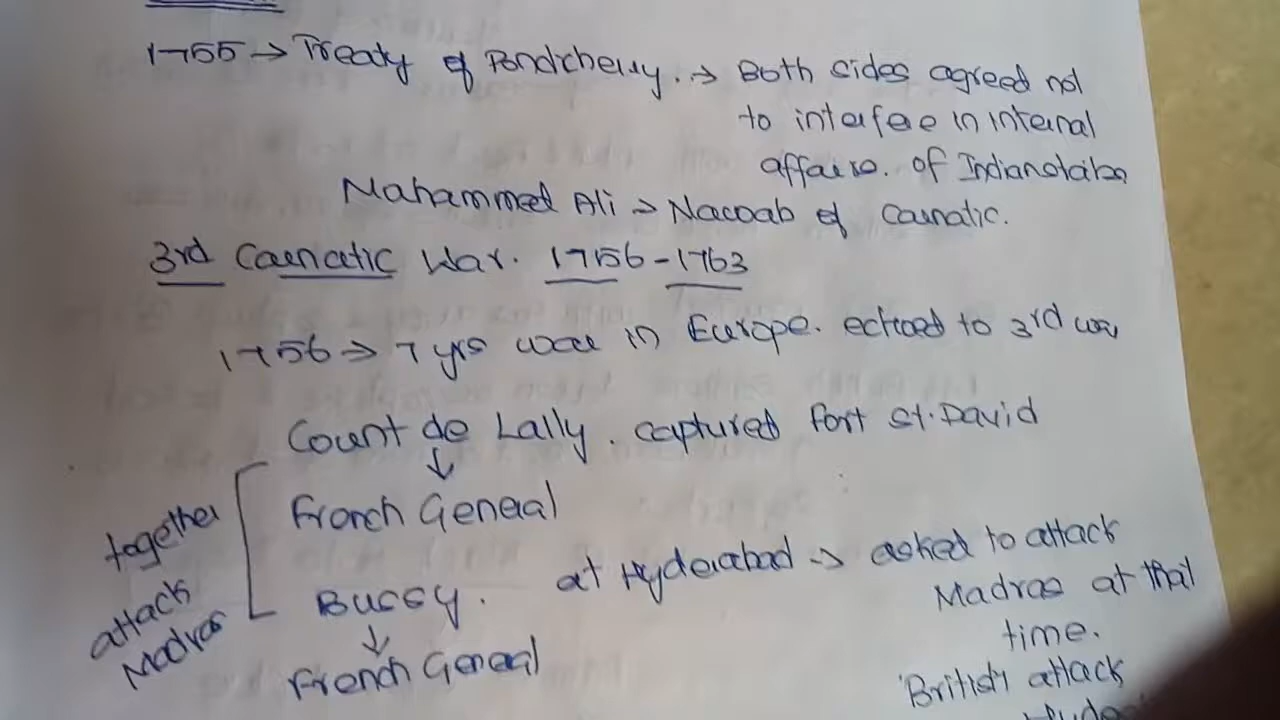 1755 → Treaty of Pondicherry. → Both sides agreed not
to interfere in internal
affairs. of Indian states
Mahammed Ali → Nacoab of Carnatic.
3rd Carnatic War. 1756-1763
1756 → 7 yrs war in Europe. echoed to 3rd war
Count de Lally. captured Fort St. David
↓
French General
together
attack
Madras
Bussy. at Hyderabad → asked to attack
Madras at that
time.
↓
French General
British attack